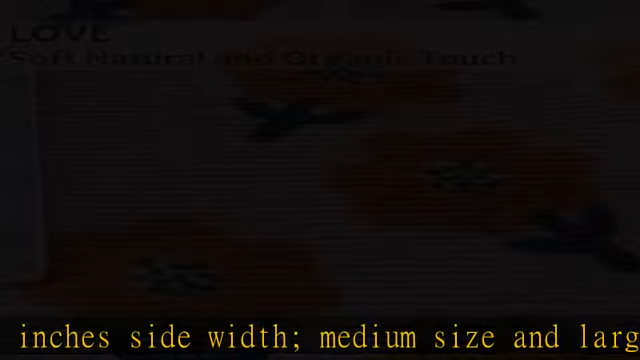 LOVE
Soft Natural and Organic Touch
inches side width; medium size and larg